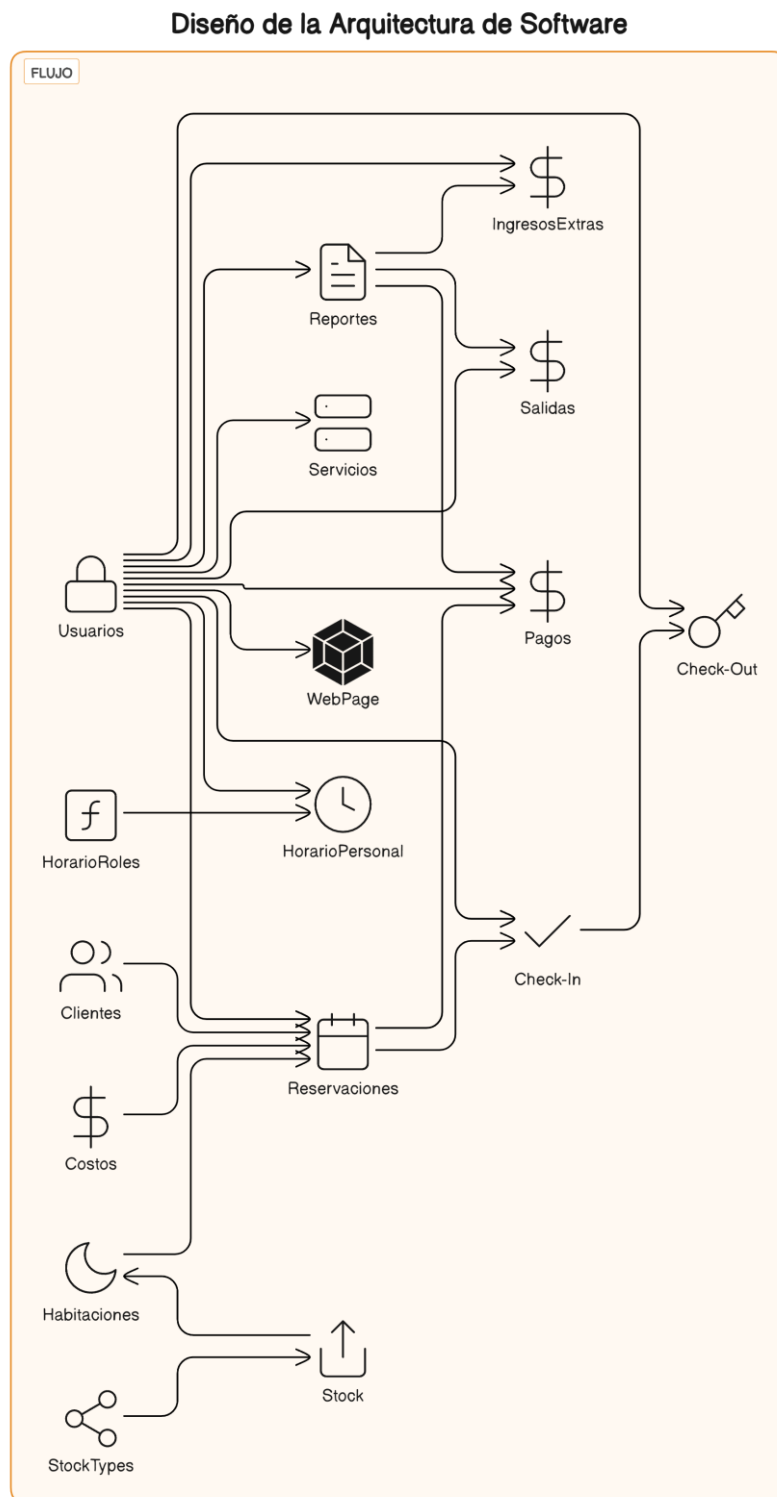 Diseño de la Arquitectura de Software
FLUJO
IngresosExtras
Reportes
Salidas
Servicios
Usuarios
Pagos
Check-Out
WebPage
HorarioRoles
HorarioPersonal
Check-In
Clientes
Reservaciones
Costos
Habitaciones
Stock
StockTypes